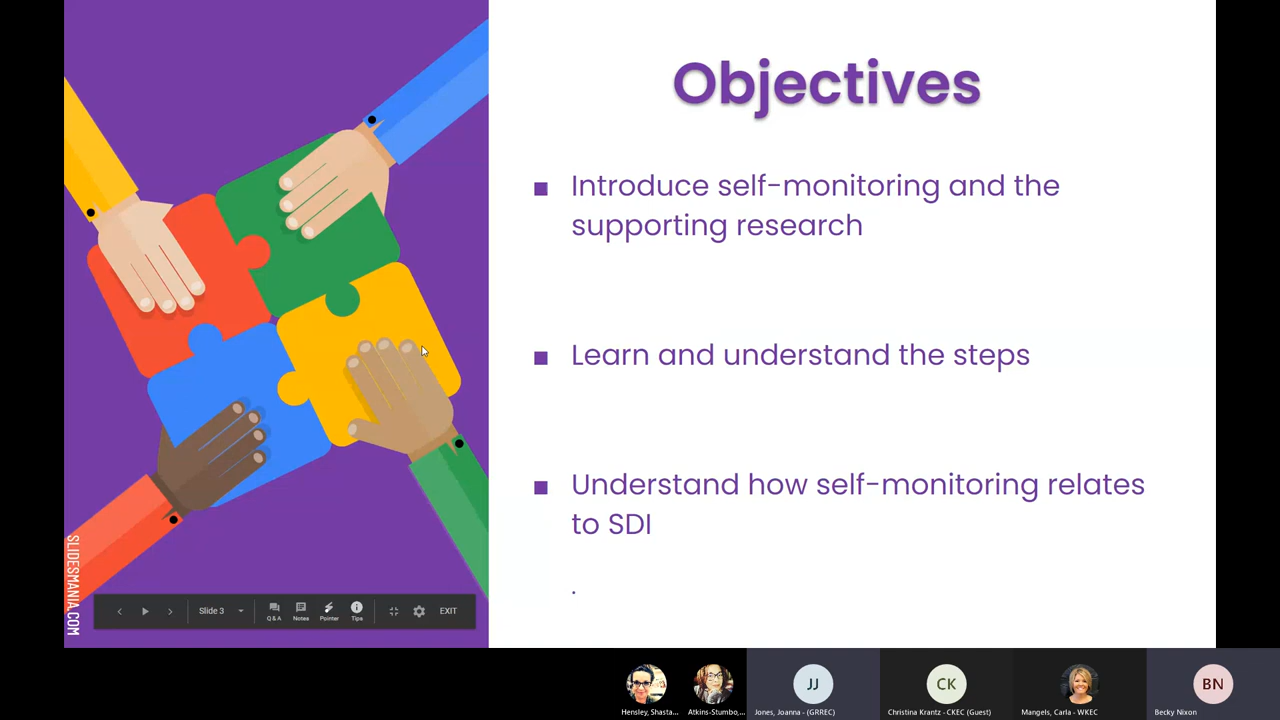 Objectives
■ Introduce self-monitoring and the
supporting research
■ Learn and understand the steps
■ Understand how self-monitoring relates
to SDI
.
SLIDESMANIA.COM
Slide 3
Q & A
Notes
Pointer
Tips
EXIT
Hensley, Shasta...
Atkins-Stumbo,...
JJ
Jones, Joanna - (GRREC)
CK
Christina Krantz - CKEC (Guest)
Mangels, Carla - WKEC
BN
Becky Nixon